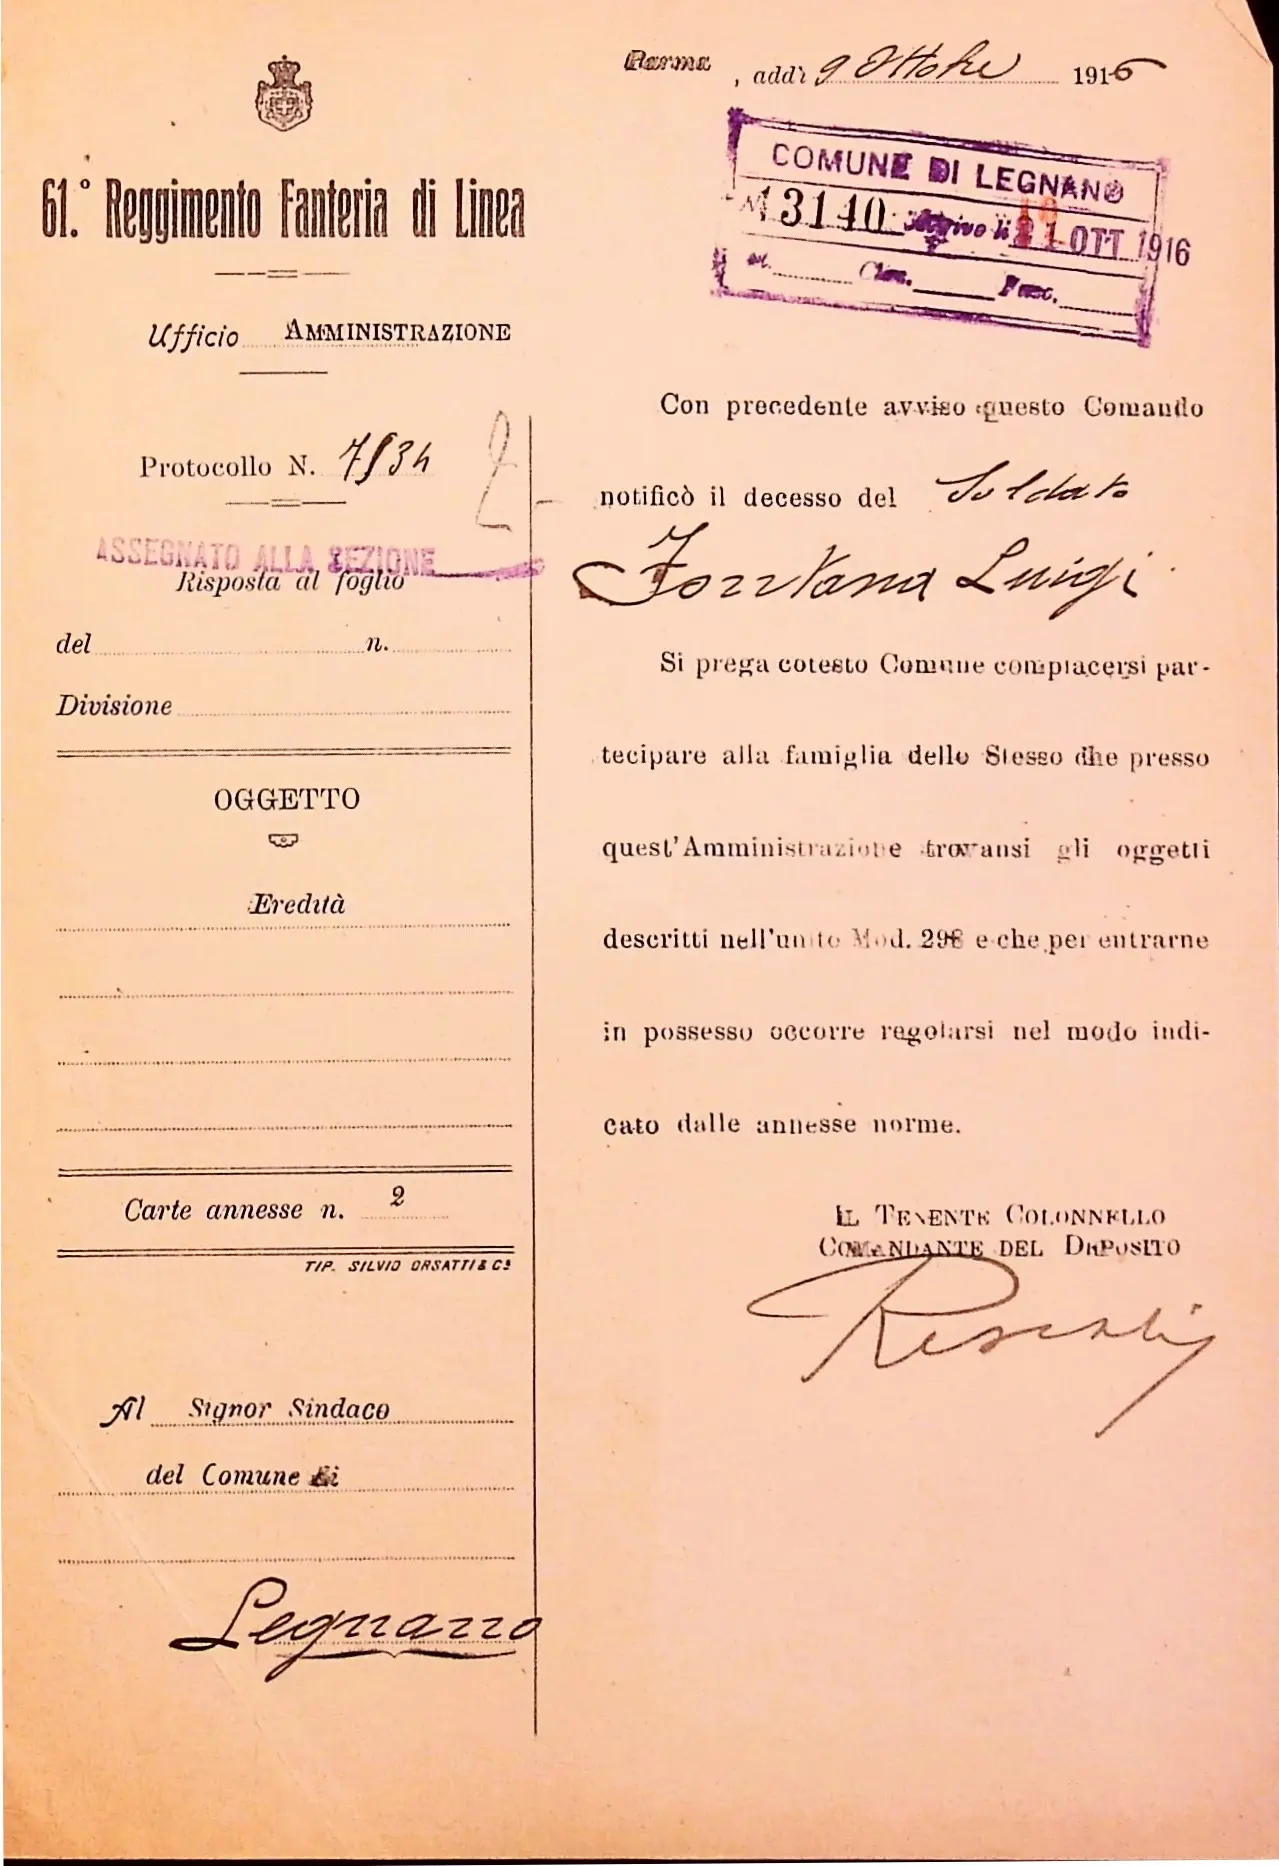 Parma, addì 9 Ottobre 1916
COMUNE DI LEGNANO
N. 13140 Arrivo li 11 OTT 1916
Clas. Fasc.
61.° Reggimento Fanteria di Linea
Ufficio AMMINISTRAZIONE
Protocollo N.
2
ASSEGNATO ALLA SEZIONE
Risposta al foglio
del n.
Divisione
OGGETTO
Eredità
Carte annesse n. 2
TIP. SILVIO ORSATTI & C.
Al Signor Sindaco
del Comune di
Legnano
Con precedente avviso questo Comando
notificò il decesso del Soldato
Fontana Luigi
Si prega cotesto Comune compiacersi par-
tecipare alla famiglia dello Stesso che presso
quest'Amministrazione trovansi gli oggetti
descritti nell'unito Mod. 298 e che per entrarne
in possesso occorre regolarsi nel modo indi-
cato dalle annesse norme.
IL TENENTE COLONNELLO
COMANDANTE DEL DEPOSITO